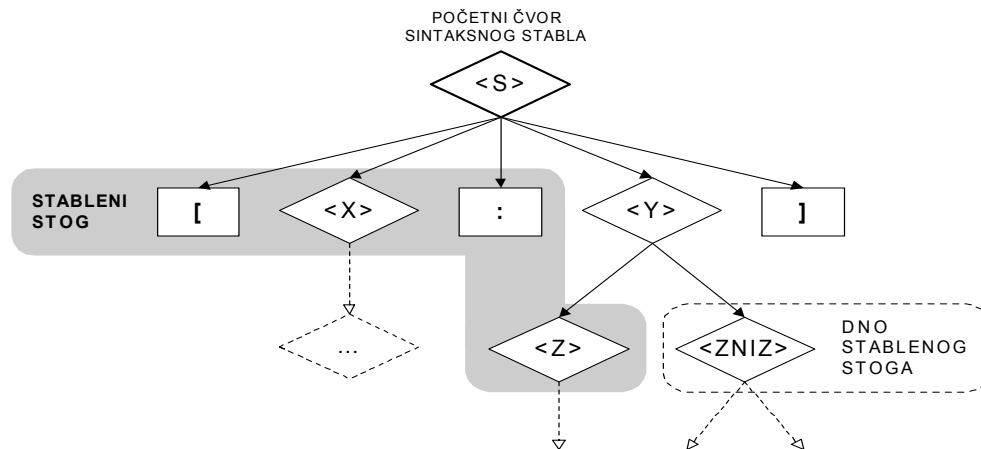 POČETNI ČVOR
SINTAKSNOG STABLA
<S>
STABLENI
STOG
[
<X>
:
<Y>
]
...
<Z>
<ZNIZ>
DNO
STABLENOG
STOGA